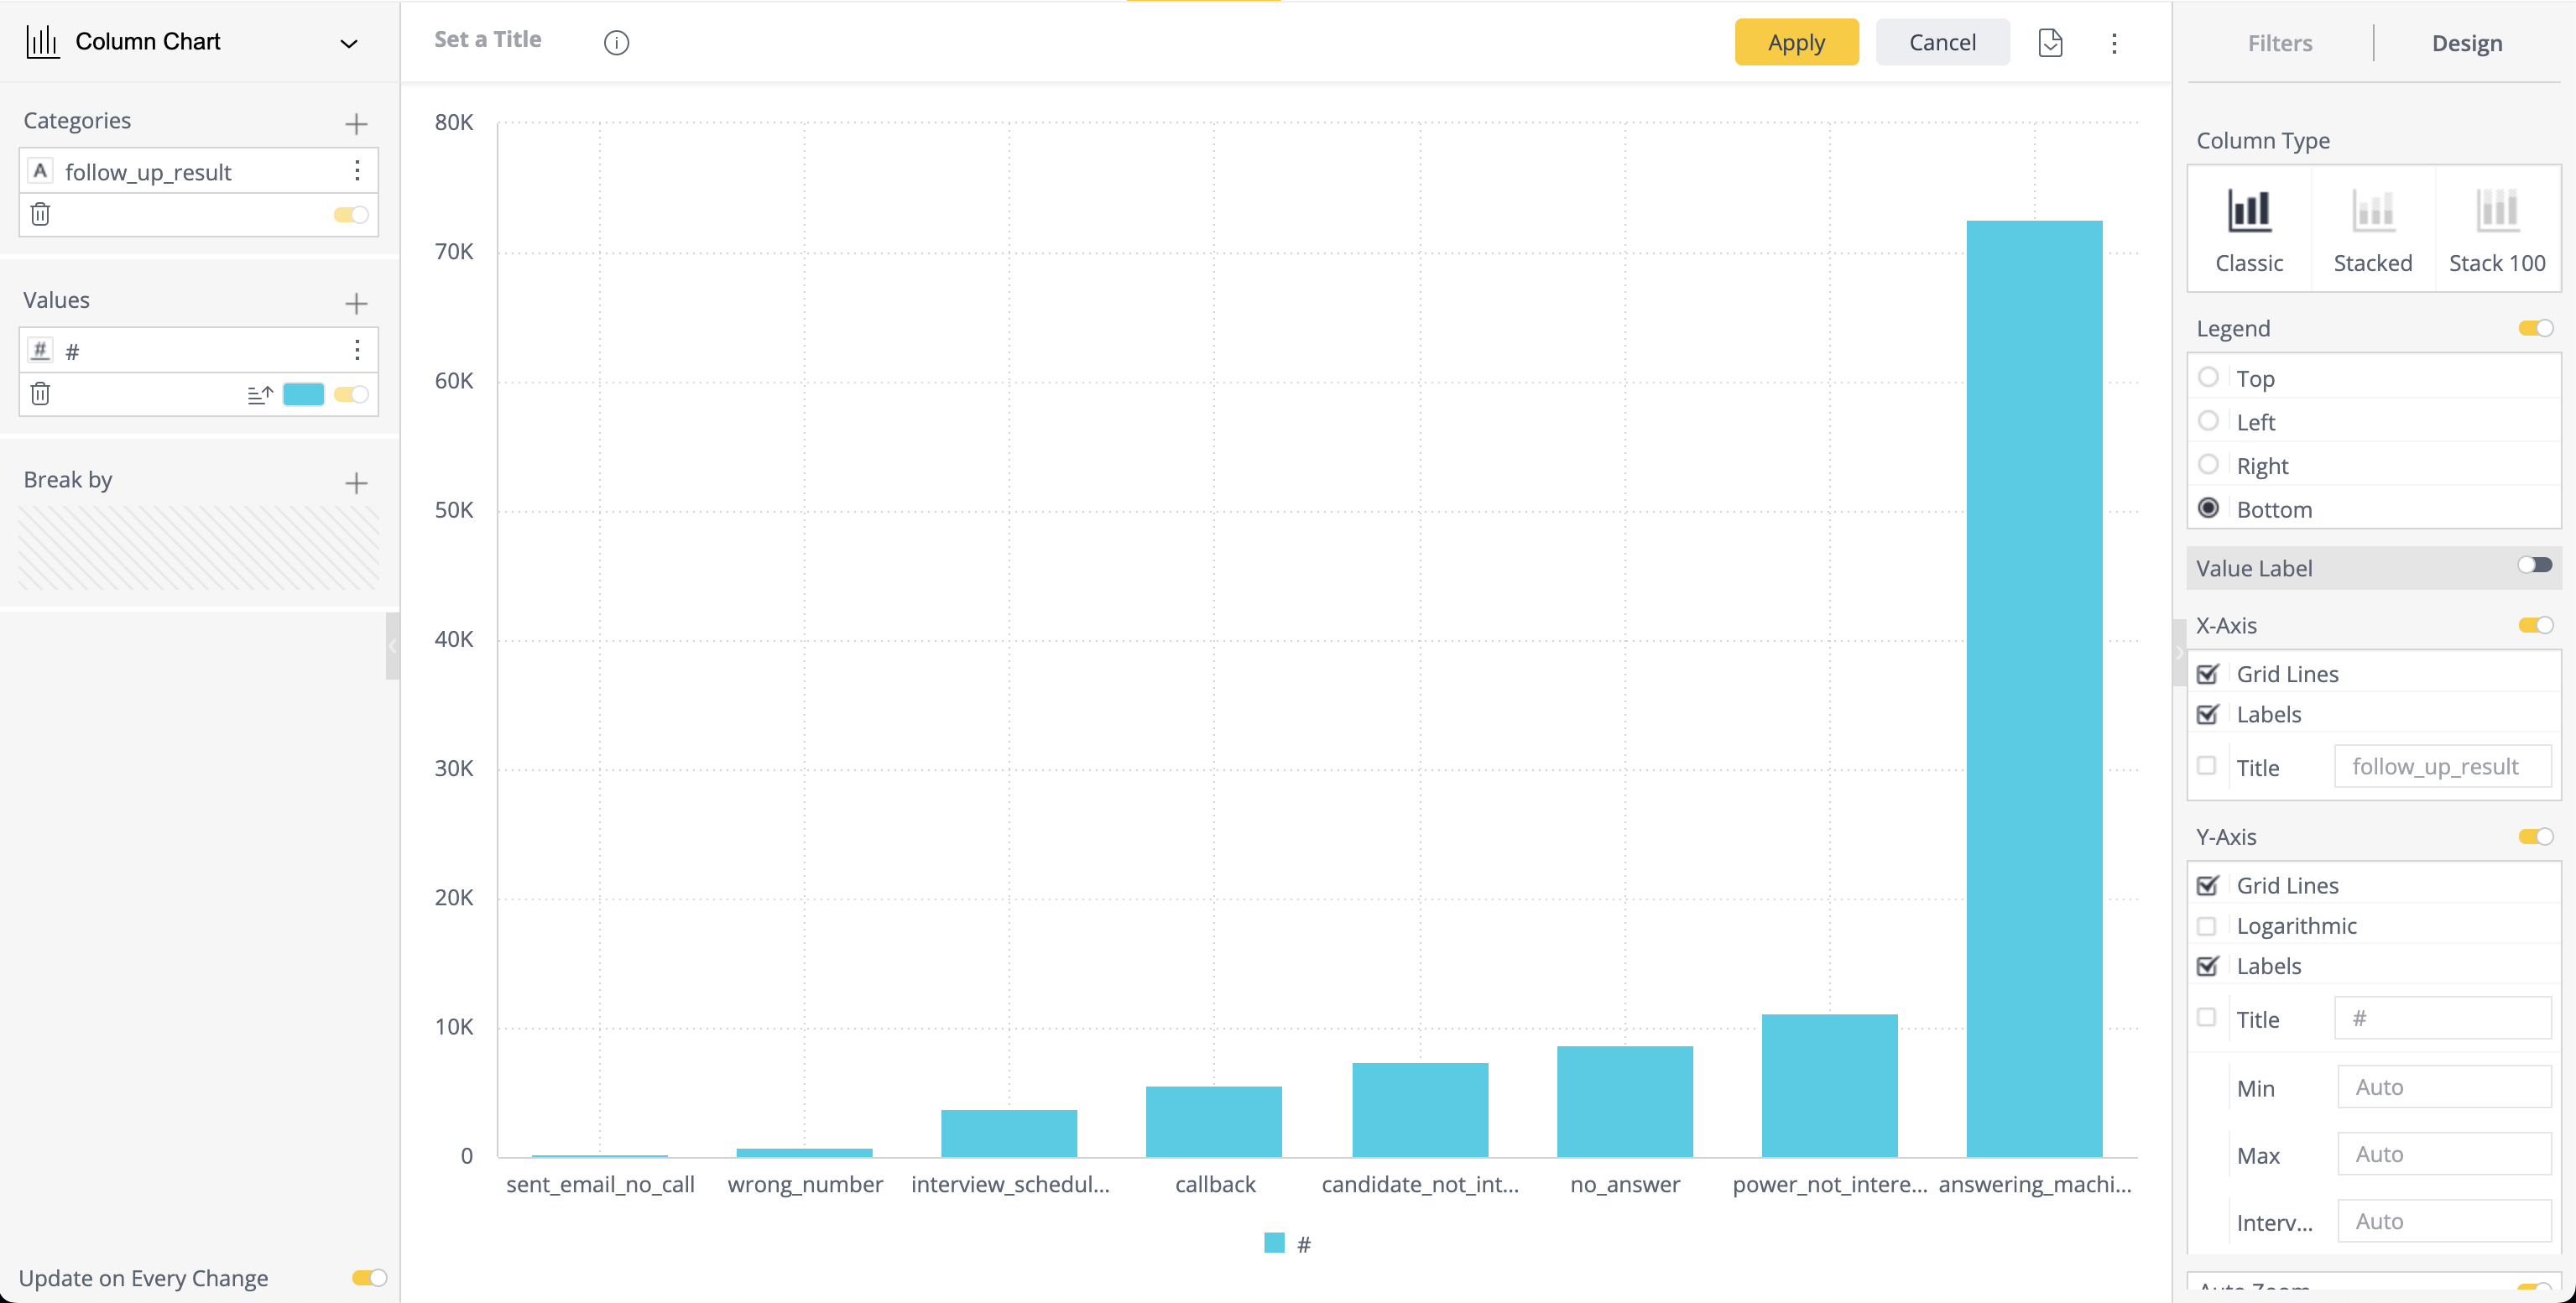 Column Chart
Set a Title
Apply
Cancel
Filters
Design
Categories
A follow_up_result
Values
# #
Break by
Update on Every Change
80K
70K
60K
50K
40K
30K
20K
10K
0
sent_email_no_call wrong_number interview_schedul... callback candidate_not_int... no_answer power_not_intere... answering_machi...
#
Column Type
Classic Stacked Stack 100
Legend
Top
Left
Right
Bottom
Value Label
X-Axis
Grid Lines
Labels
Title follow_up_result
Y-Axis
Grid Lines
Logarithmic
Labels
Title #
Min Auto
Max Auto
Interv... Auto
Auto Zoom